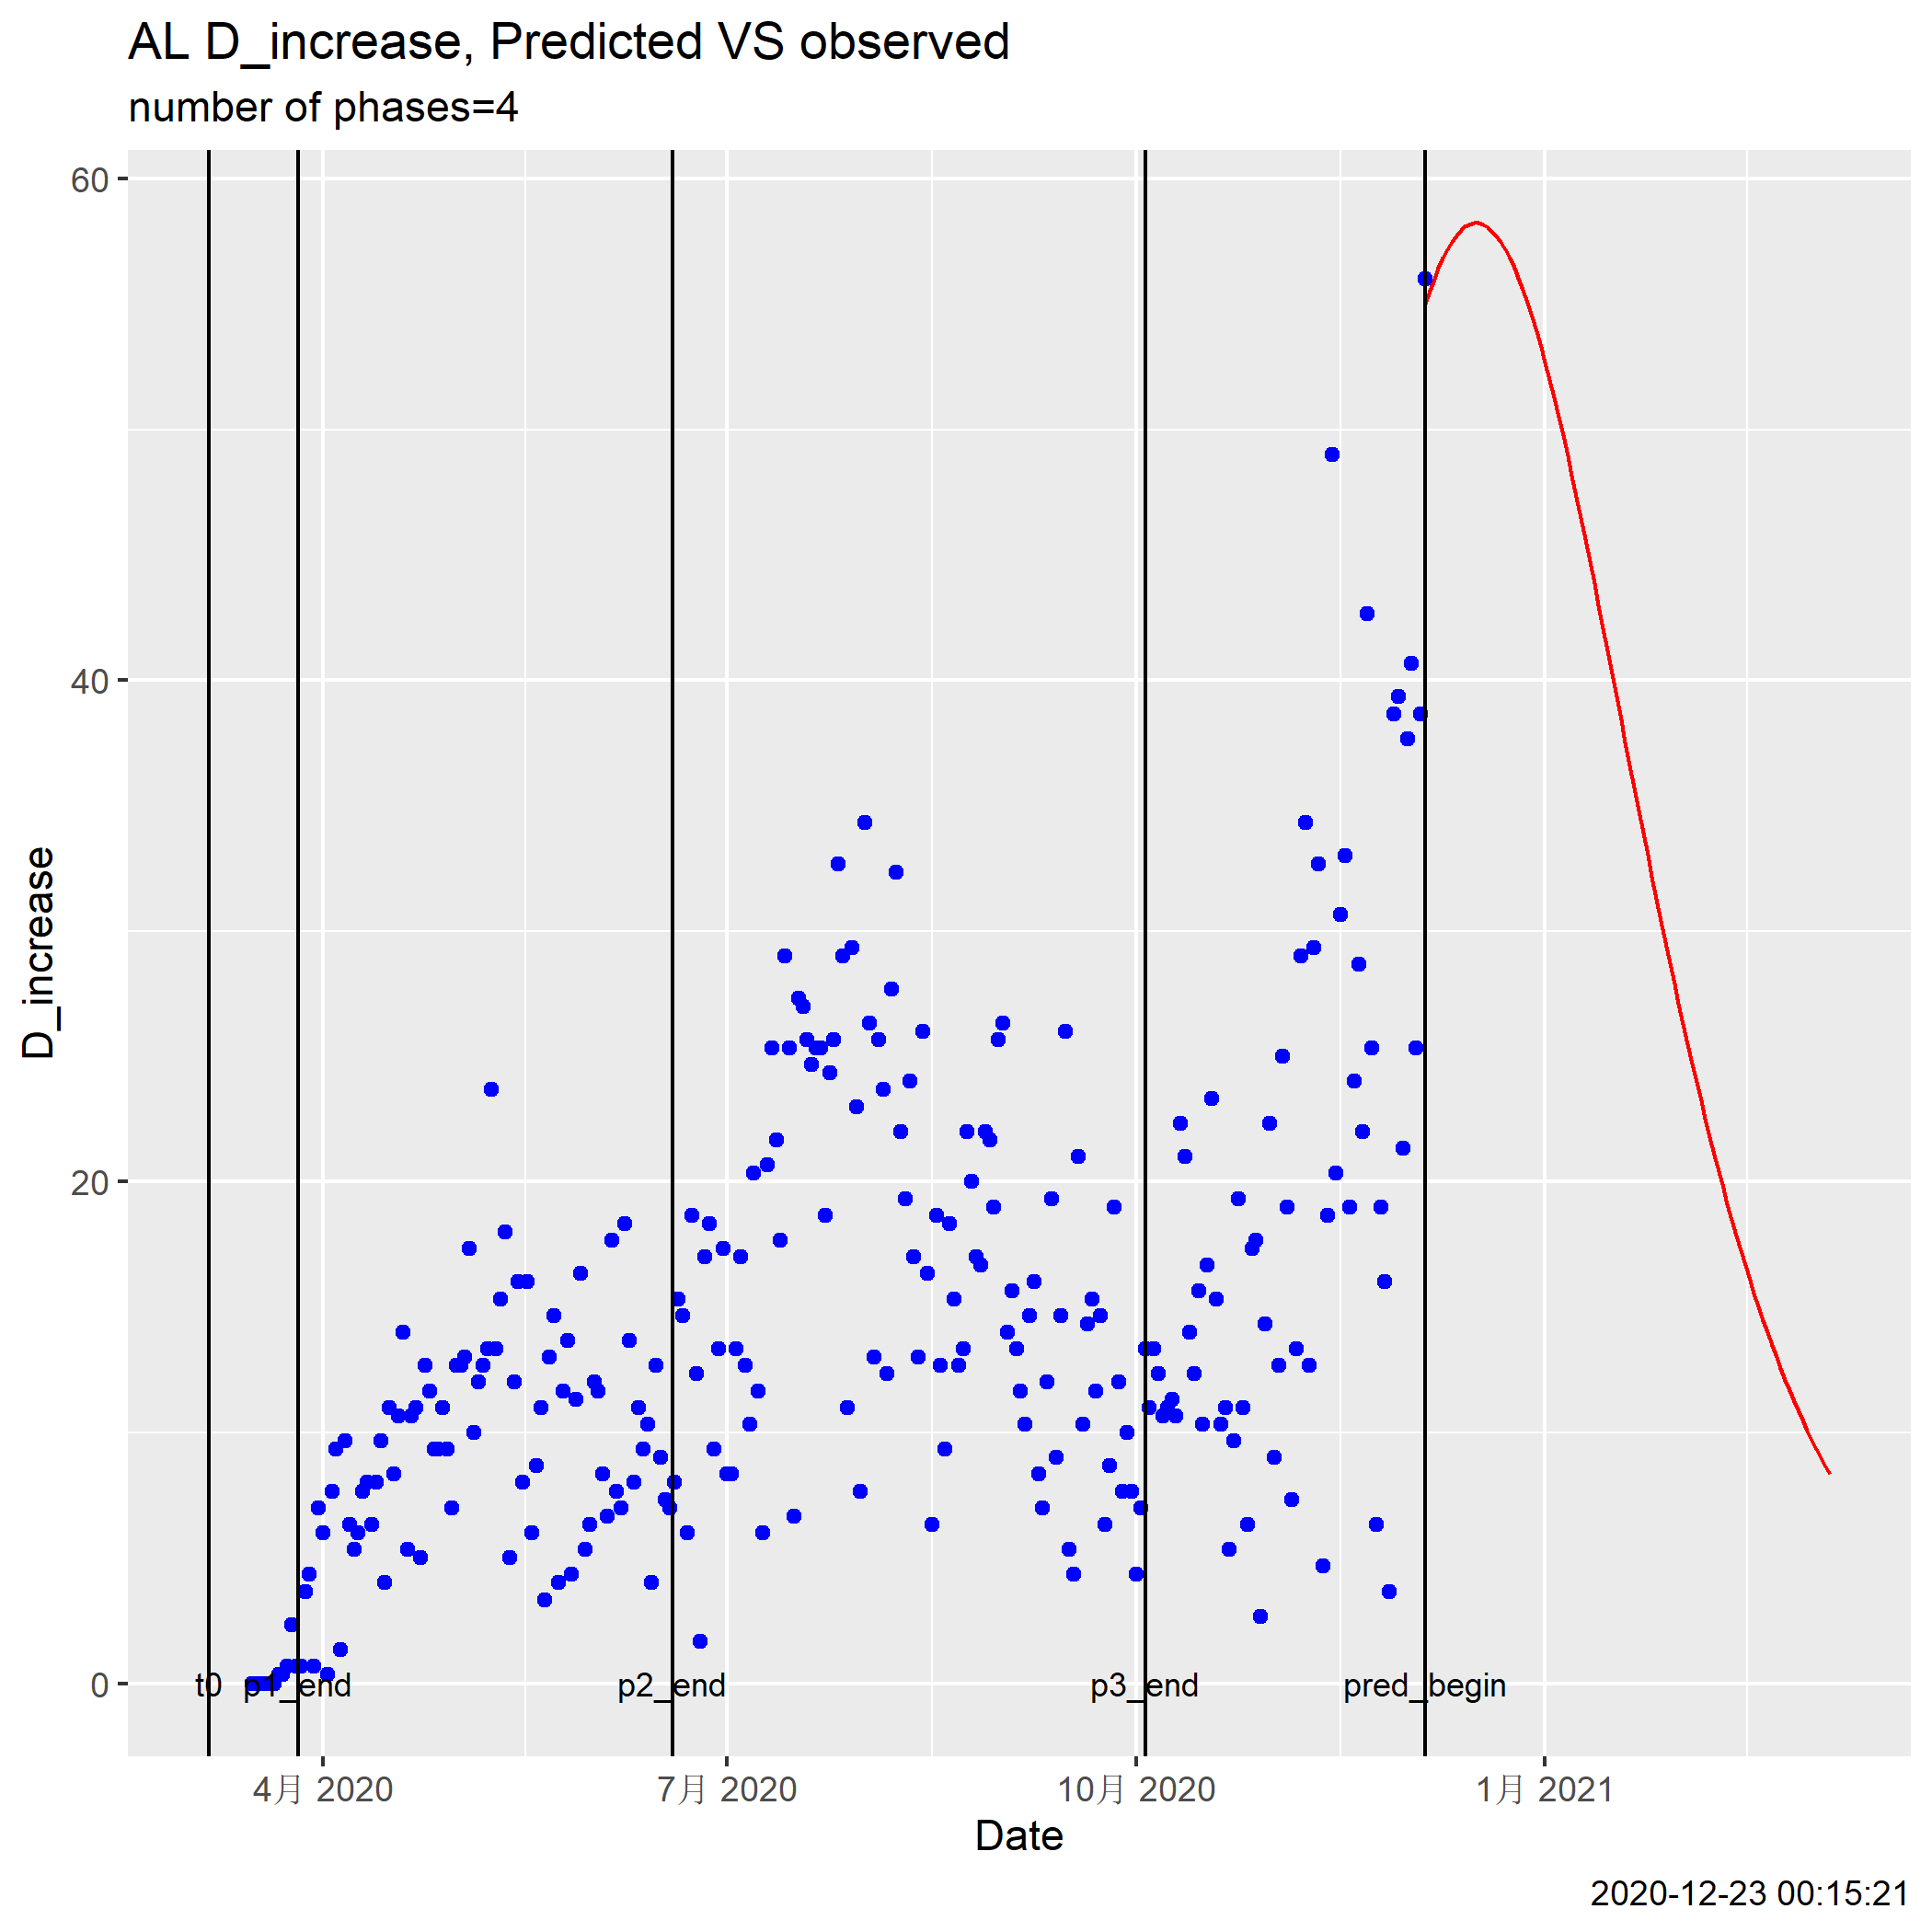 AL D_increase, Predicted VS observed
number of phases=4
60
40
20
0
D_increase
t0
p1_end
p2_end
p3_end
pred_begin
4月 2020
7月 2020
10月 2020
1月 2021
Date
2020-12-23 00:15:21